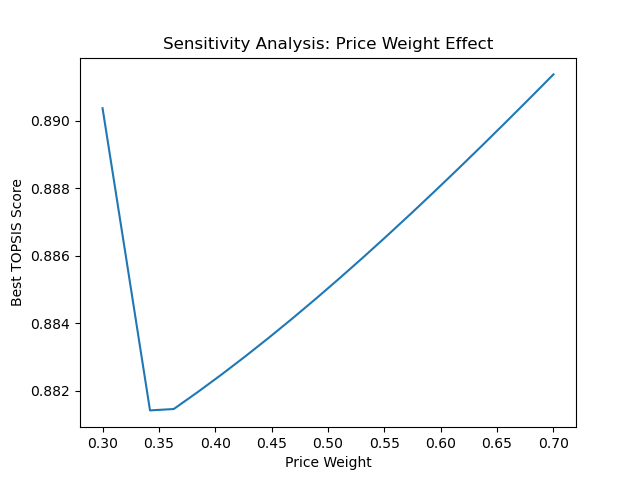 Sensitivity Analysis: Price Weight Effect
0.890
0.888
0.886
0.884
0.882
Best TOPSIS Score
0.30 0.35 0.40 0.45 0.50 0.55 0.60 0.65 0.70
Price Weight